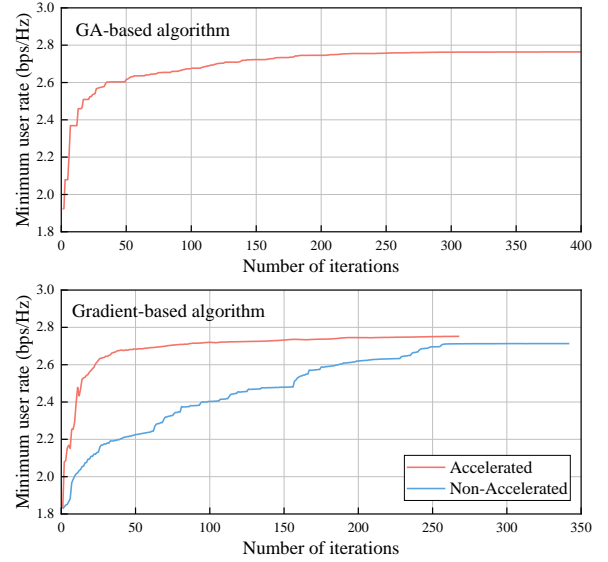 GA-based algorithm
Minimum user rate (bps/Hz)
3.0
2.8
2.6
2.4
2.2
2.0
1.8
0 50 100 150 200 250 300 350 400
Number of iterations
Gradient-based algorithm
Minimum user rate (bps/Hz)
3.0
2.8
2.6
2.4
2.2
2.0
1.8
Accelerated
Non-Accelerated
0 50 100 150 200 250 300 350
Number of iterations